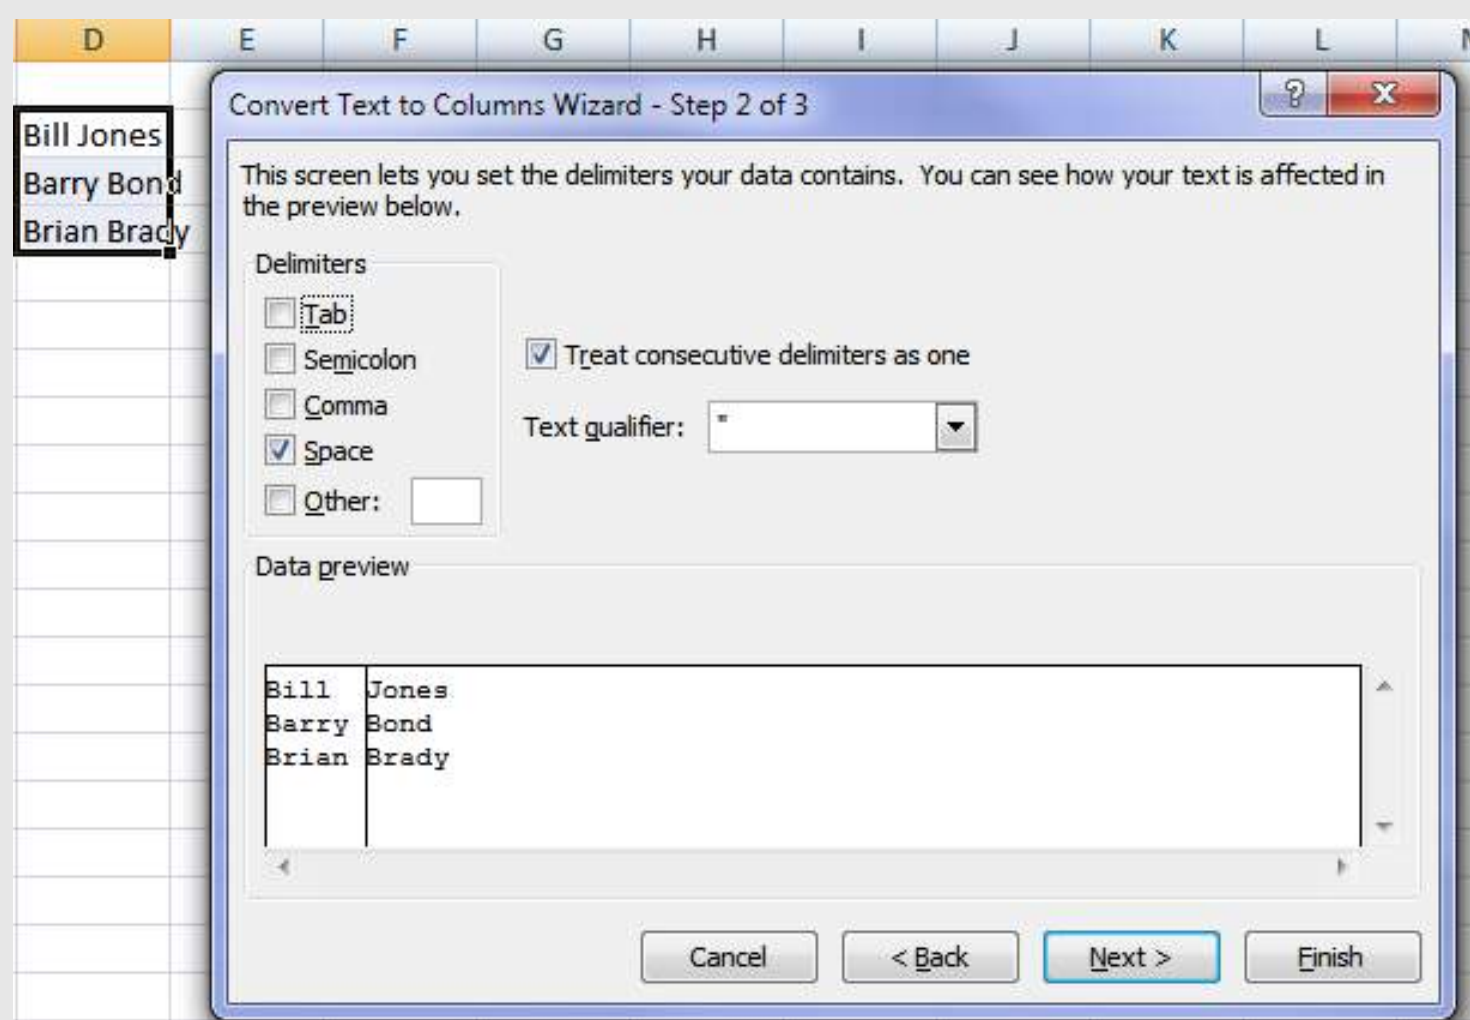 D E F G H I J K L
Bill Jones
Barry Bond
Brian Brady
Convert Text to Columns Wizard - Step 2 of 3
?
X
This screen lets you set the delimiters your data contains. You can see how your text is affected in
the preview below.
Delimiters
Tab
Semicolon
Comma
Space
Other:
Treat consecutive delimiters as one
Text qualifier: "
Data preview
Bill Jones
Barry Bond
Brian Brady
Cancel
< Back
Next >
Finish